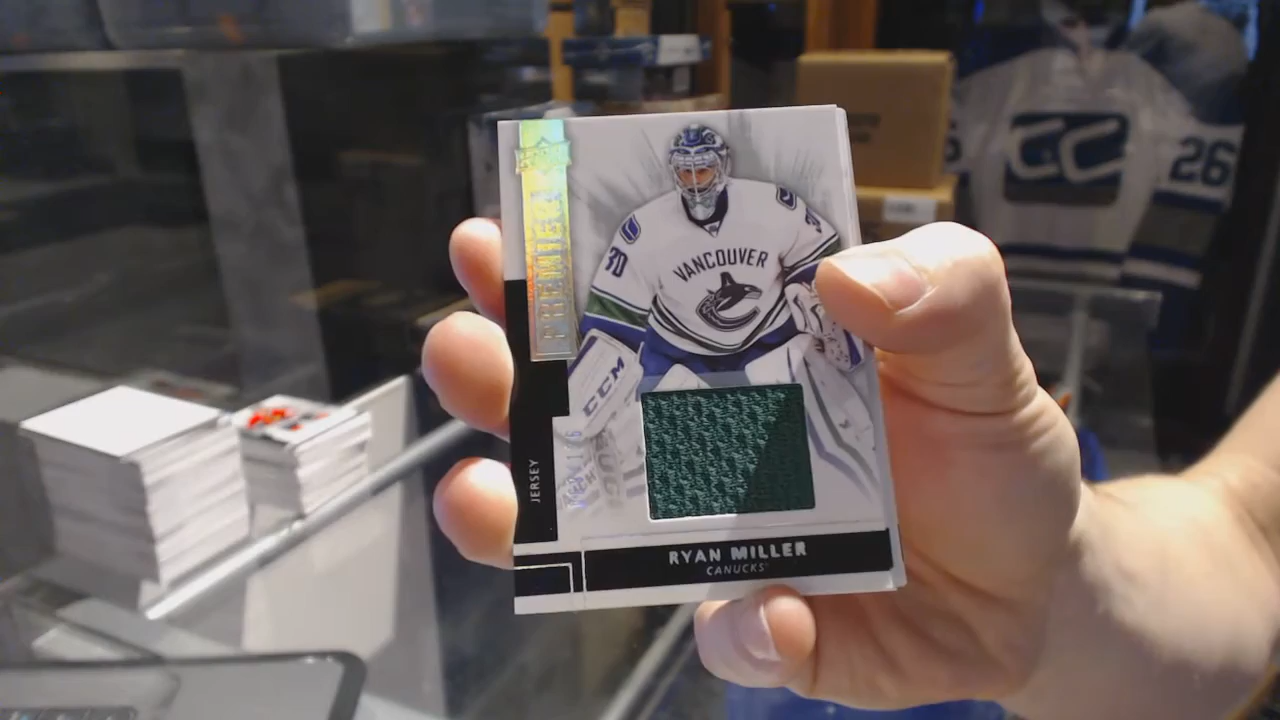 PREMIER
30
VANCOUVER
CCM
JERSEY
RYAN MILLER
CANUCKS
26